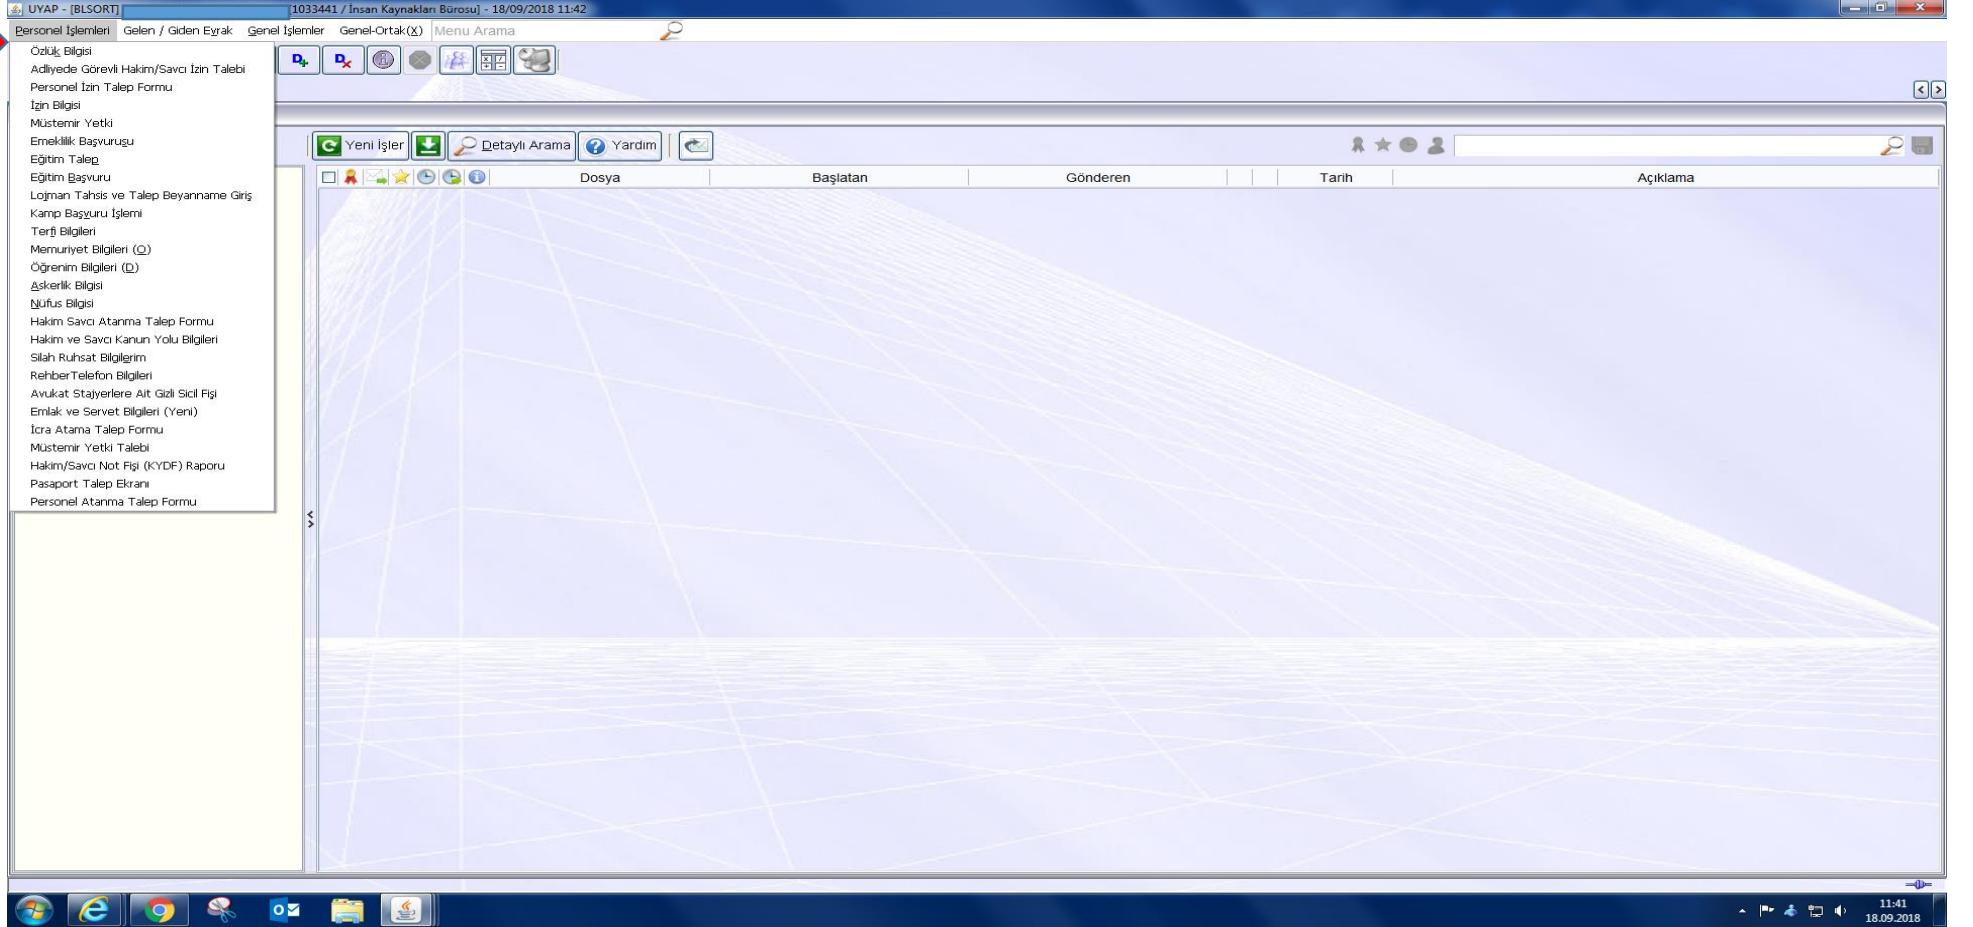 UYAP - [BLSORT] [1033441 / İnsan Kaynakları Bürosu] - 18/09/2018 11:42
Personel İşlemleri Gelen / Giden Evrak Genel İşlemler Genel-Ortak(X) Menu Arama
Özlük Bilgisi
Adliyede Görevli Hakim/Savcı İzin Talebi
Personel İzin Talep Formu
İzin Bilgisi
Müstemir Yetki
Emeklilik Başvurusu
Eğitim Talep
Eğitim Başvuru
Lojman Tahsis ve Talep Beyanname Giriş
Kamp Başvuru İşlemi
Terfi Bilgileri
Memuriyet Bilgileri (O)
Öğrenim Bilgileri (D)
Askerlik Bilgisi
Nüfus Bilgisi
Hakim Savcı Atanma Talep Formu
Hakim ve Savcı Kanun Yolu Bilgileri
Silah Ruhsat Bilgilerim
RehberTelefon Bilgileri
Avukat Stajyerlere Ait Gizli Sicil Fişi
Emlak ve Servet Bilgileri (Yeni)
İcra Atama Talep Formu
Müstemir Yetki Talebi
Hakim/Savcı Not Fişi (KYDF) Raporu
Pasaport Talep Ekranı
Personel Atanma Talep Formu
Yeni İşler Detaylı Arama Yardım
Dosya Başlatan Gönderen Tarih Açıklama
11:41
18.09.2018